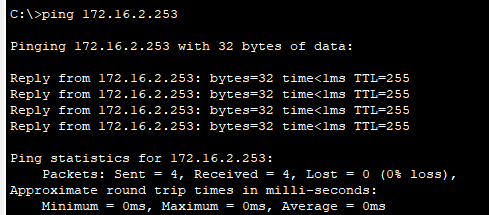 C:\>ping 172.16.2.253
Pinging 172.16.2.253 with 32 bytes of data:
Reply from 172.16.2.253: bytes=32 time<1ms TTL=255
Reply from 172.16.2.253: bytes=32 time<1ms TTL=255
Reply from 172.16.2.253: bytes=32 time<1ms TTL=255
Reply from 172.16.2.253: bytes=32 time<1ms TTL=255
Ping statistics for 172.16.2.253:
    Packets: Sent = 4, Received = 4, Lost = 0 (0% loss),
Approximate round trip times in milli-seconds:
    Minimum = 0ms, Maximum = 0ms, Average = 0ms